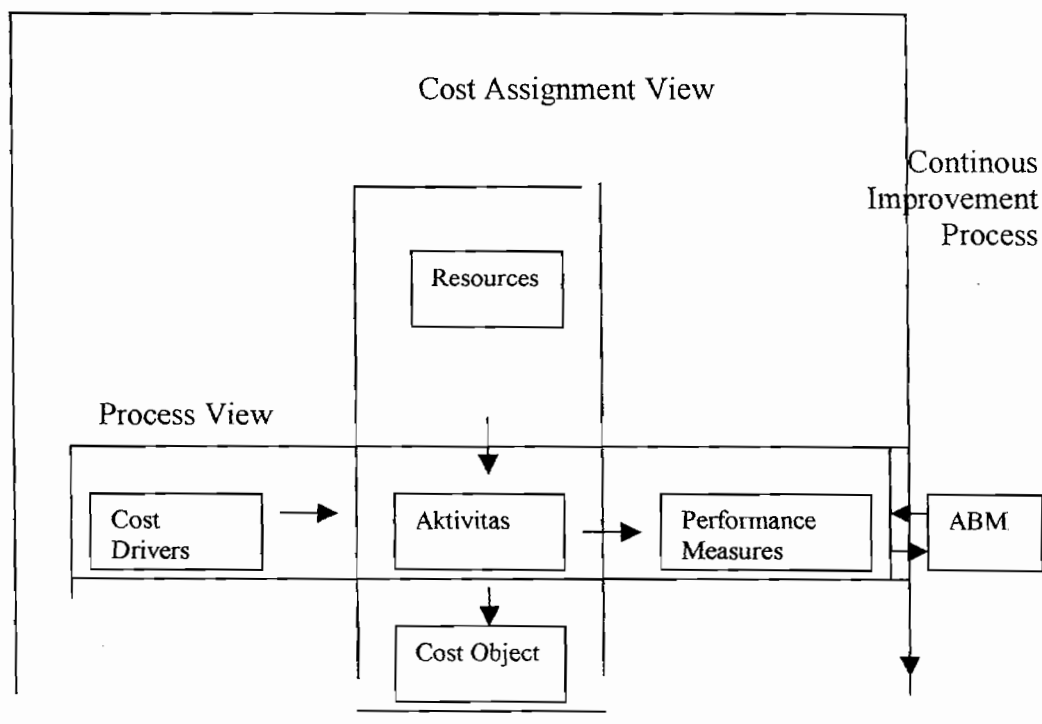 Cost Assignment View
Continous
Improvement
Process
Resources
Process View
Cost
Drivers
Aktivitas
Performance
Measures
ABM
Cost Object